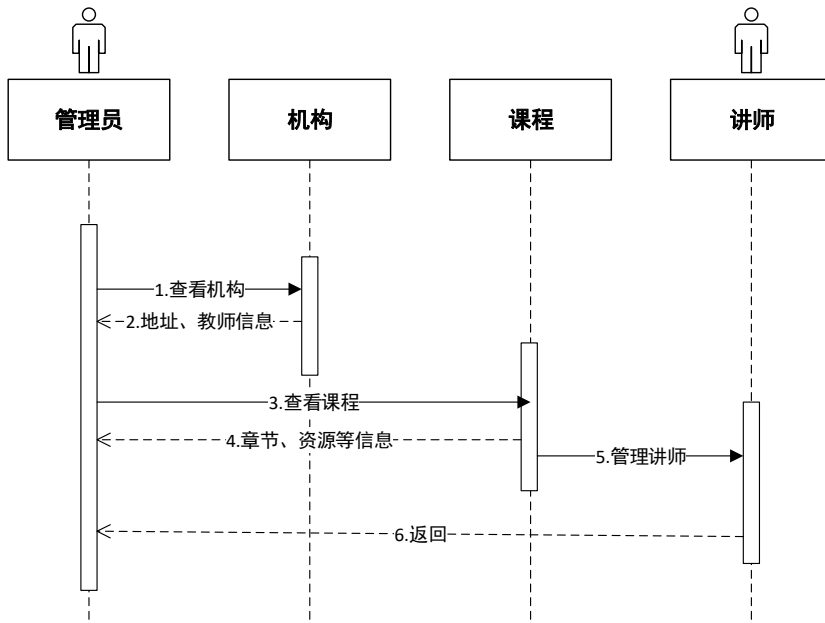 管理员
机构
课程
讲师
1.查看机构
2.地址、教师信息
3.查看课程
4.章节、资源等信息
5.管理讲师
6.返回